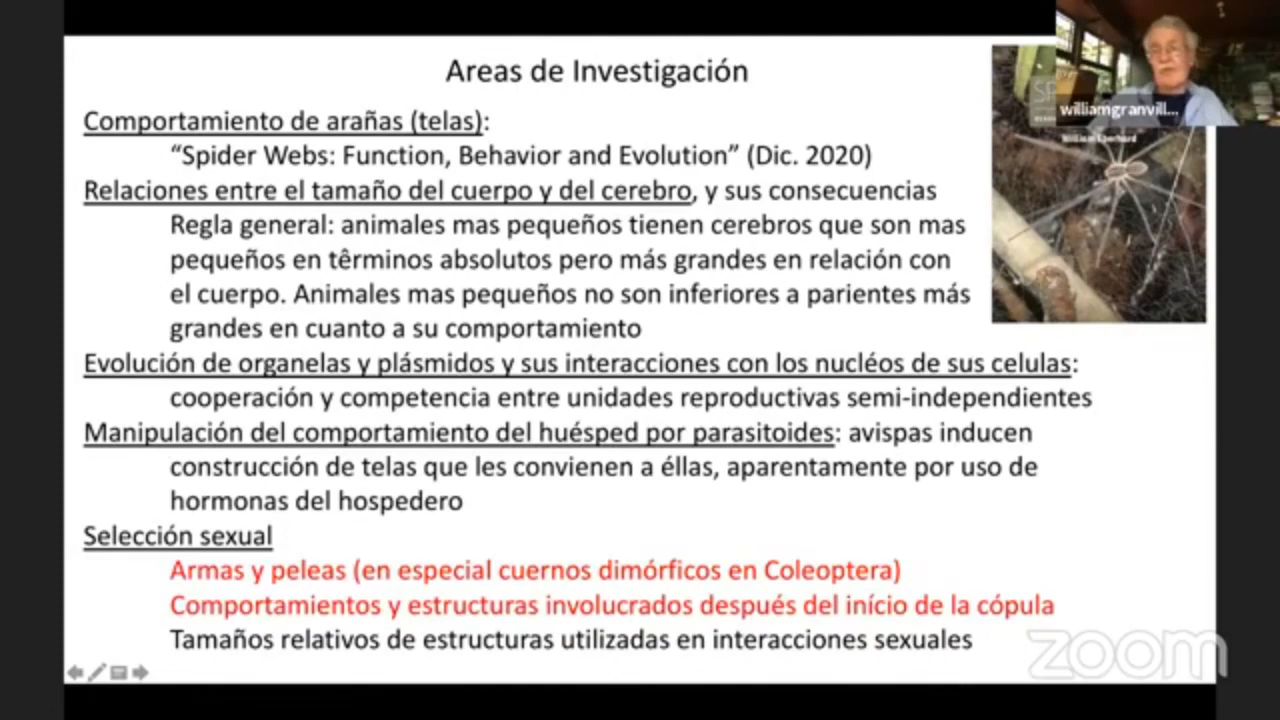 Areas de Investigación
williamgranvill...
William Eberhard
Comportamiento de arañas (telas):
“Spider Webs: Function, Behavior and Evolution” (Dic. 2020)
Relaciones entre el tamaño del cuerpo y del cerebro, y sus consecuencias
Regla general: animales mas pequeños tienen cerebros que son mas
pequeños en têrminos absolutos pero más grandes en relación con
el cuerpo. Animales mas pequeños no son inferiores a parientes más
grandes en cuanto a su comportamiento
Evolución de organelas y plásmidos y sus interacciones con los nucléos de sus celulas:
cooperación y competencia entre unidades reproductivas semi-independientes
Manipulación del comportamiento del huésped por parasitoides: avispas inducen
construcción de telas que les convienen a éllas, aparentemente por uso de
hormonas del hospedero
Selección sexual
Armas y peleas (en especial cuernos dimórficos en Coleoptera)
Comportamientos y estructuras involucrados después del início de la cópula
Tamaños relativos de estructuras utilizadas en interacciones sexuales
zoom